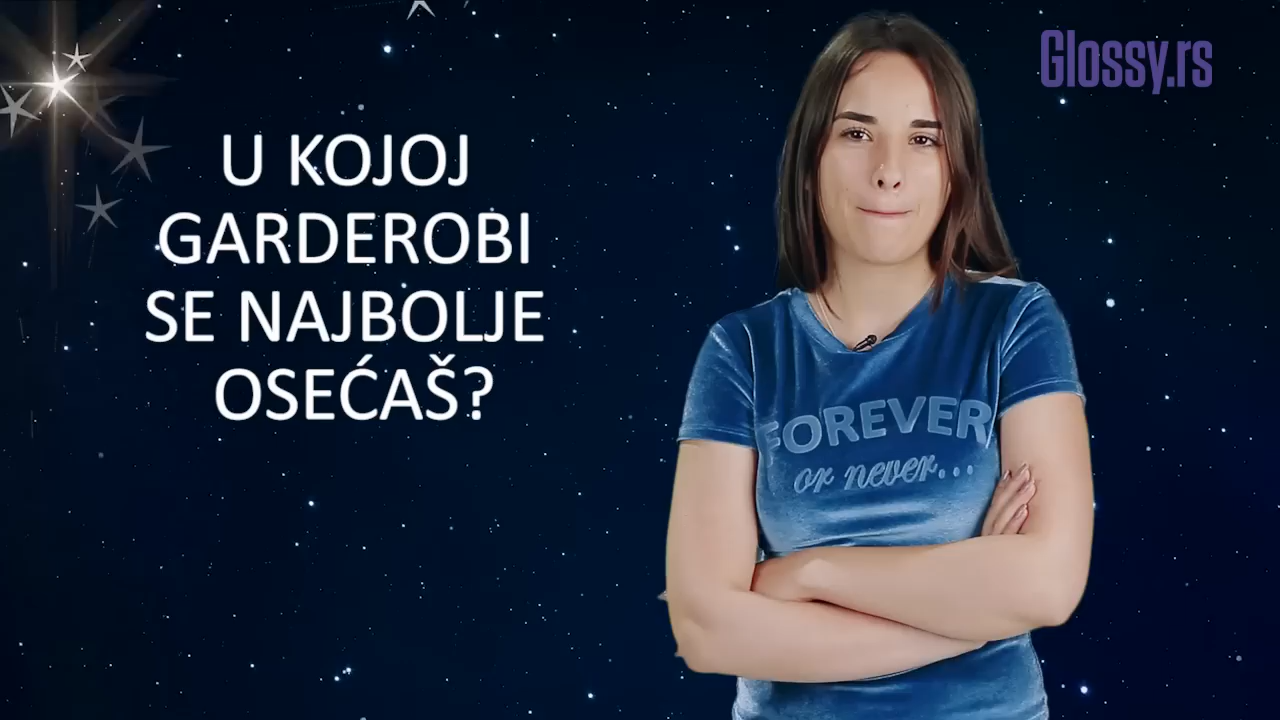 Glossy.rs
U KOJOJ
GARDEROBI
SE NAJBOLJE
OSEĆAŠ?
FOREVER
or never...